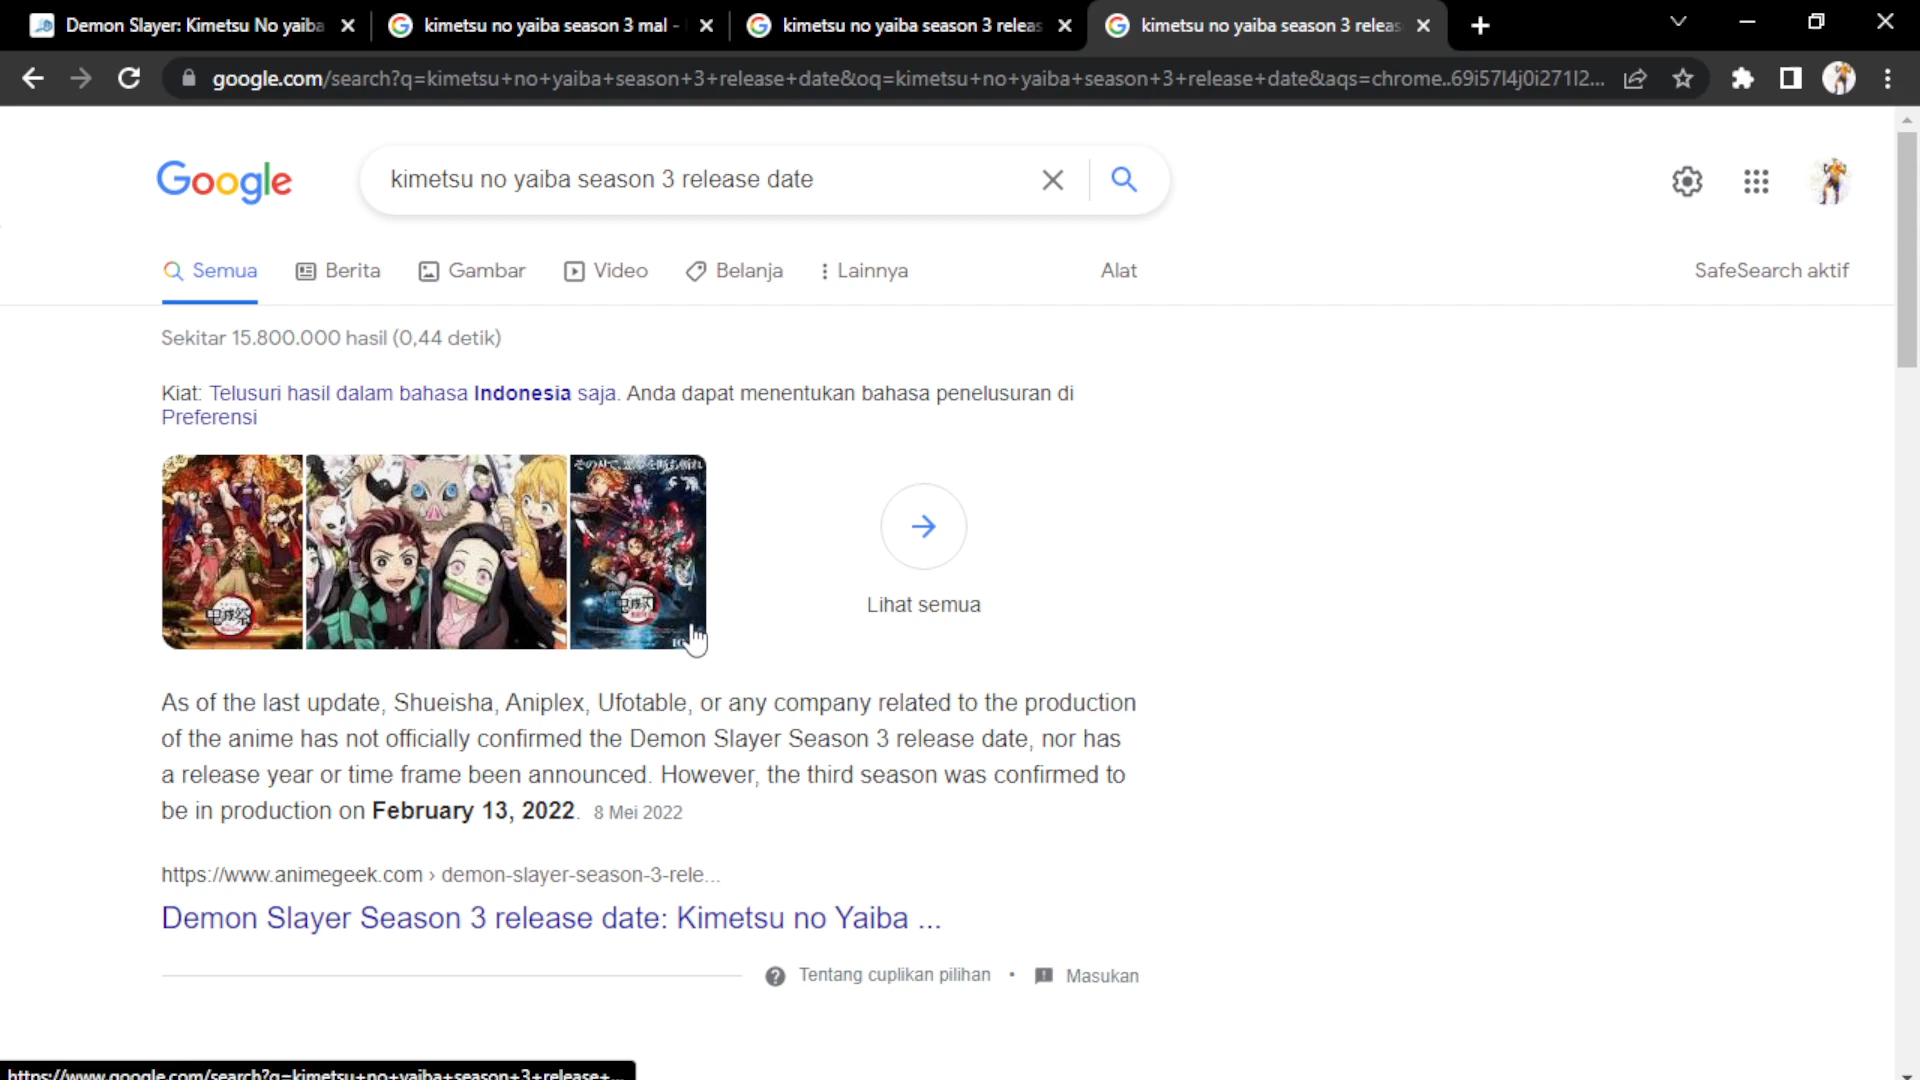 Demon Slayer: Kimetsu No yaiba
kimetsu no yaiba season 3 mal -
kimetsu no yaiba season 3 releas
kimetsu no yaiba season 3 releas
google.com/search?q=kimetsu+no+yaiba+season+3+release+date&oq=kimetsu+no+yaiba+season+3+release+date&aqs=chrome..69i57l4j0i271l2...
Google
kimetsu no yaiba season 3 release date
Semua
Berita
Gambar
Video
Belanja
Lainnya
Alat
SafeSearch aktif
Sekitar 15.800.000 hasil (0,44 detik)
Kiat: Telusuri hasil dalam bahasa Indonesia saja. Anda dapat menentukan bahasa penelusuran di
Preferensi
Lihat semua
As of the last update, Shueisha, Aniplex, Ufotable, or any company related to the production
of the anime has not officially confirmed the Demon Slayer Season 3 release date, nor has
a release year or time frame been announced. However, the third season was confirmed to
be in production on February 13, 2022. 8 Mei 2022
https://www.animegeek.com › demon-slayer-season-3-rele...
Demon Slayer Season 3 release date: Kimetsu no Yaiba ...
Tentang cuplikan pilihan • Masukan
https://www.google.com/search?q=kimetsu+no+yaiba+season+3+release+...